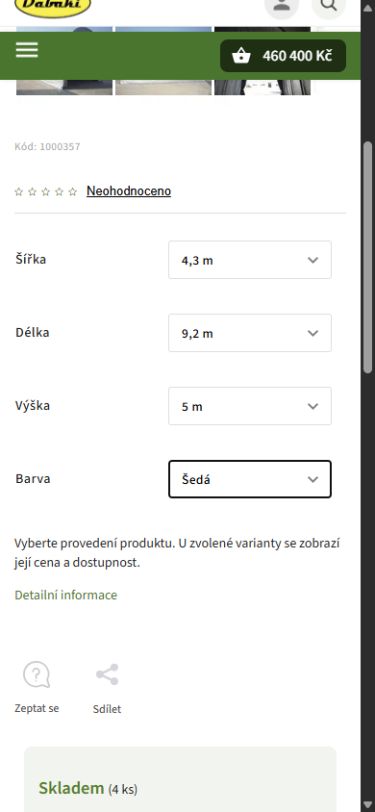 Dabaki
460 400 Kč
Kód: 1000357
Neohodnoceno
Šířka
4,3 m
Délka
9,2 m
Výška
5 m
Barva
Šedá
Vyberte provedení produktu. U zvolené varianty se zobrazí
její cena a dostupnost.
Detailní informace
Zeptat se
Sdílet
Skladem (4 ks)